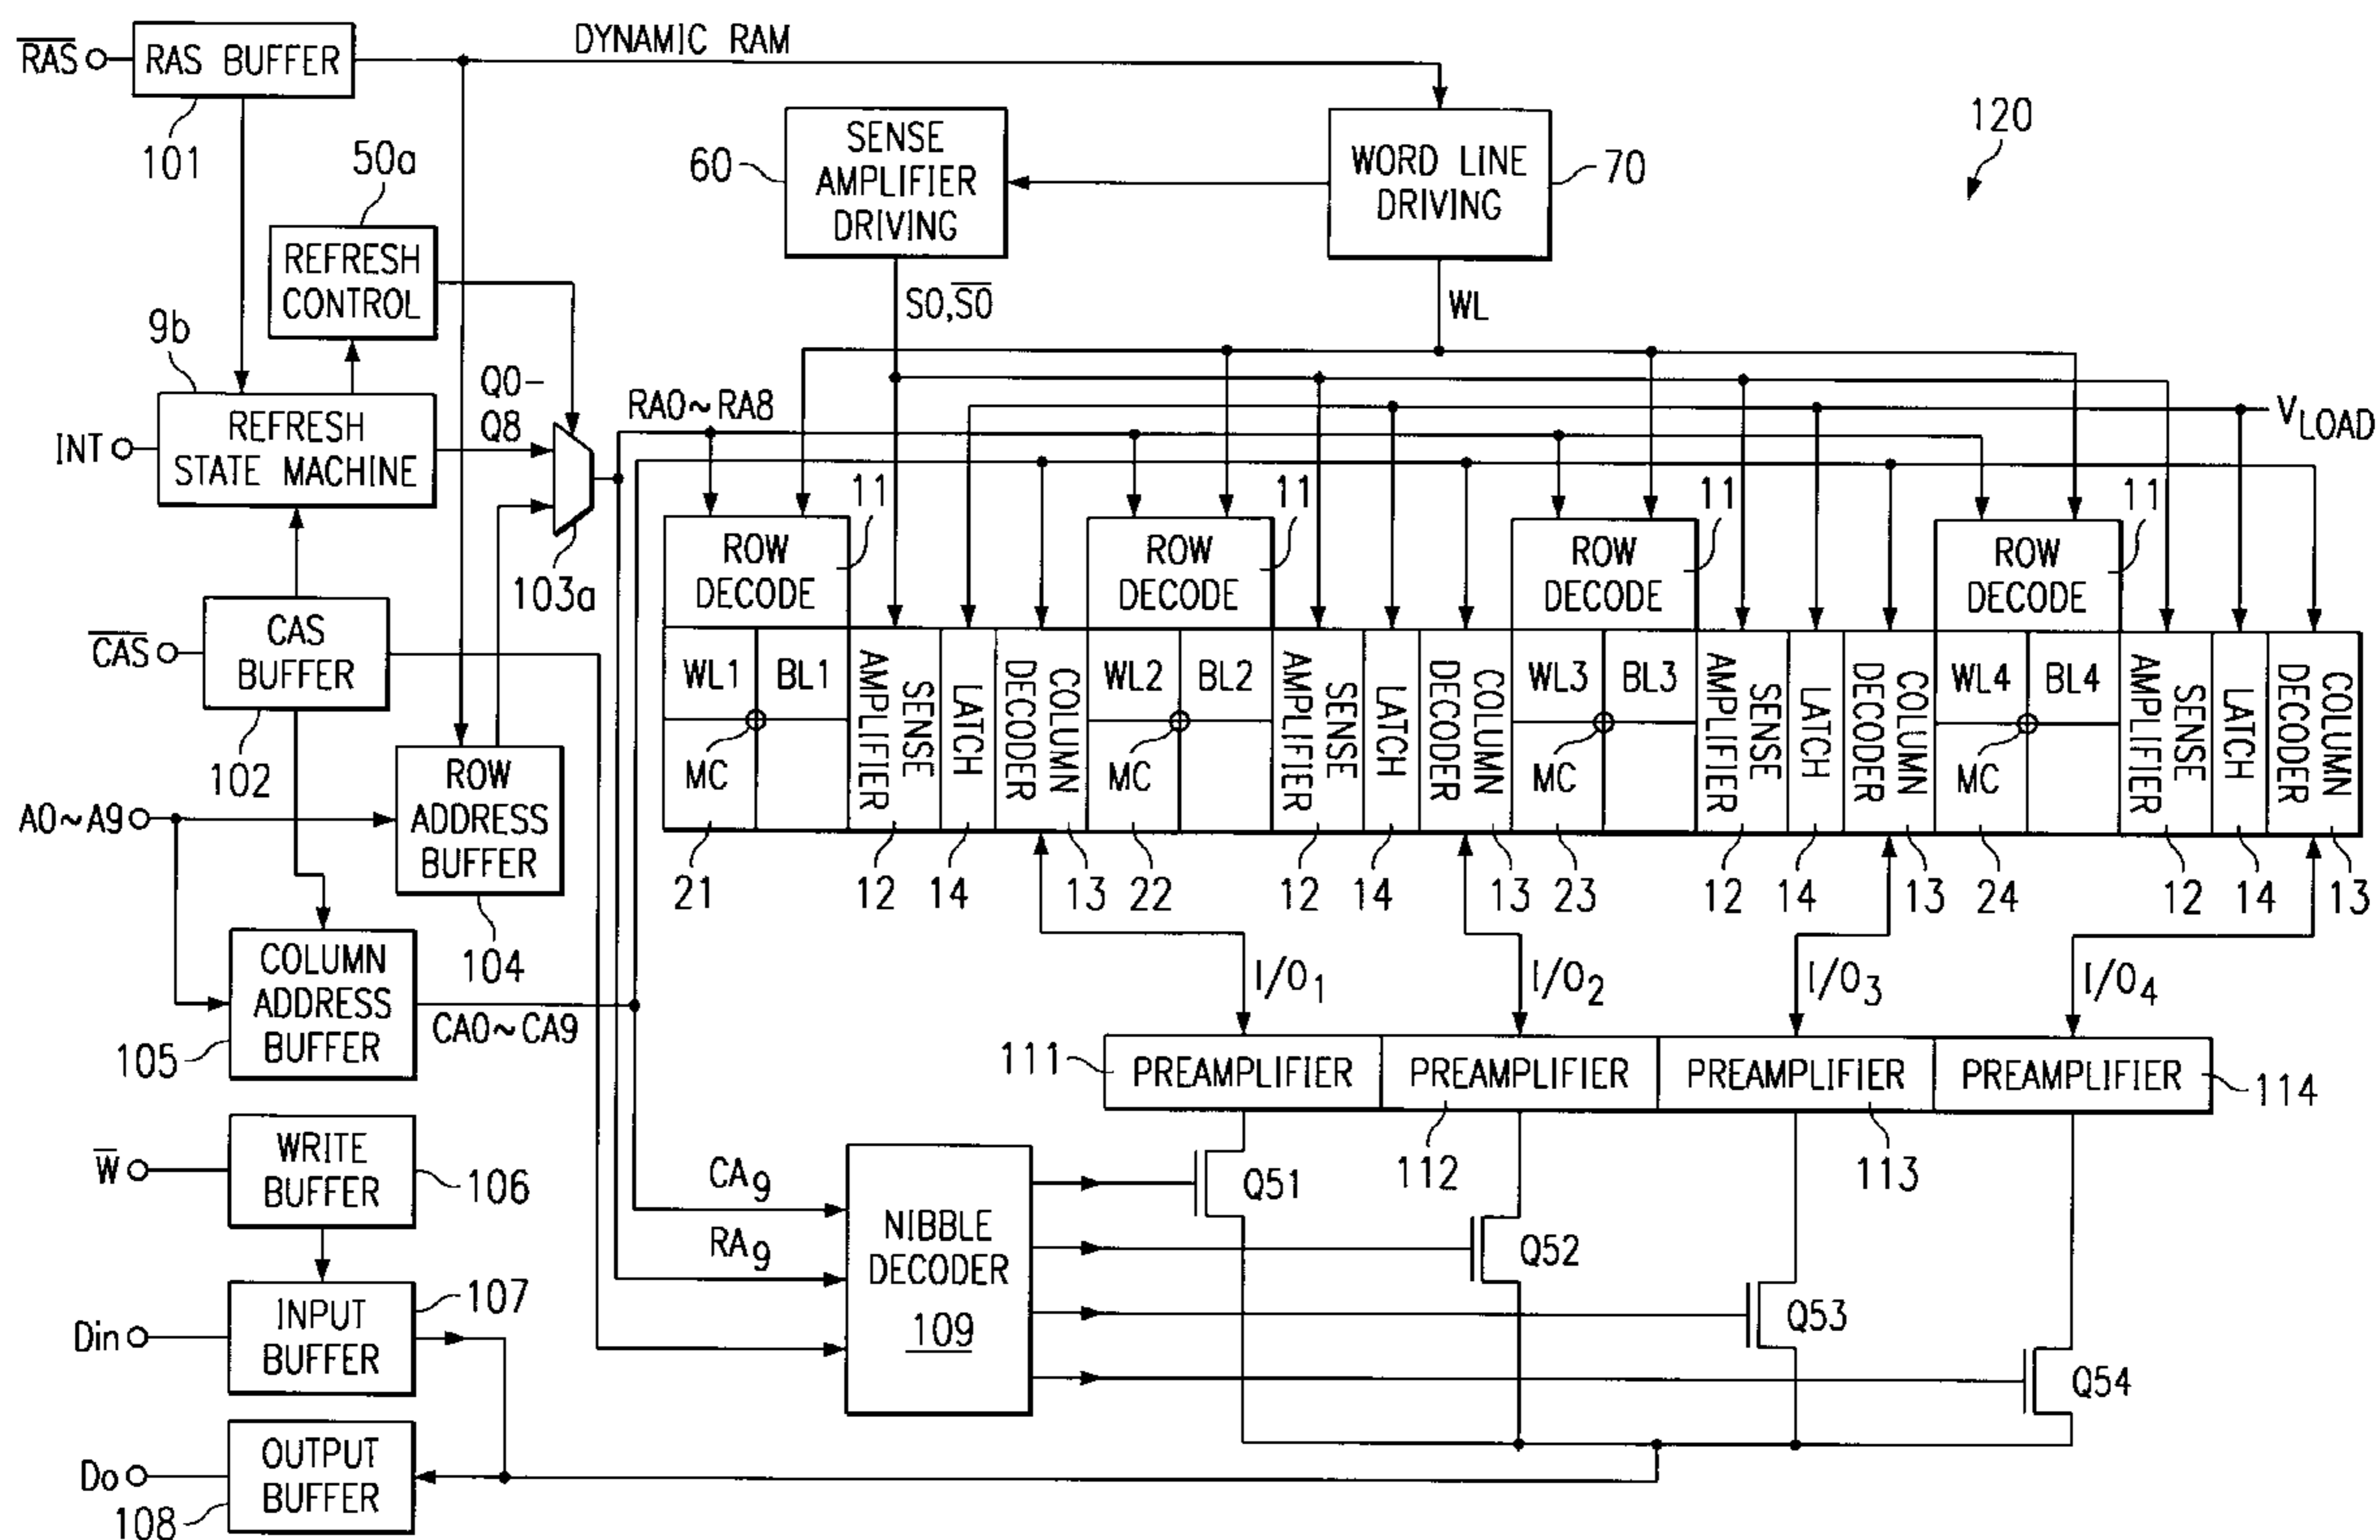 RAS
RAS BUFFER
101
DYNAMIC RAM
120
50a
REFRESH
CONTROL
60
SENSE
AMPLIFIER
DRIVING
WORD LINE
DRIVING
70
S0,S0
WL
9b
INT
REFRESH
STATE MACHINE
Q0-
Q8
103a
RA0~RA8
VLOAD
CAS
CAS
BUFFER
102
A0~A9
ROW
ADDRESS
BUFFER
104
COLUMN
ADDRESS
BUFFER
105
CA0~CA9
ROW
DECODE
11
ROW
DECODE
11
ROW
DECODE
11
ROW
DECODE
11
WL1
BL1
MC
SENSE
AMPLIFIER
LATCH
COLUMN
DECODER
WL2
BL2
MC
SENSE
AMPLIFIER
LATCH
COLUMN
DECODER
WL3
BL3
MC
SENSE
AMPLIFIER
LATCH
COLUMN
DECODER
WL4
BL4
MC
SENSE
AMPLIFIER
LATCH
COLUMN
DECODER
21
12
14
13
22
12
14
13
23
12
14
13
24
12
14
13
I/O1
I/O2
I/O3
I/O4
111
PREAMPLIFIER
PREAMPLIFIER
PREAMPLIFIER
PREAMPLIFIER
114
112
113
W
WRITE
BUFFER
106
Din
INPUT
BUFFER
107
Do
OUTPUT
BUFFER
108
CA9
RA9
NIBBLE
DECODER
109
Q51
Q52
Q53
Q54